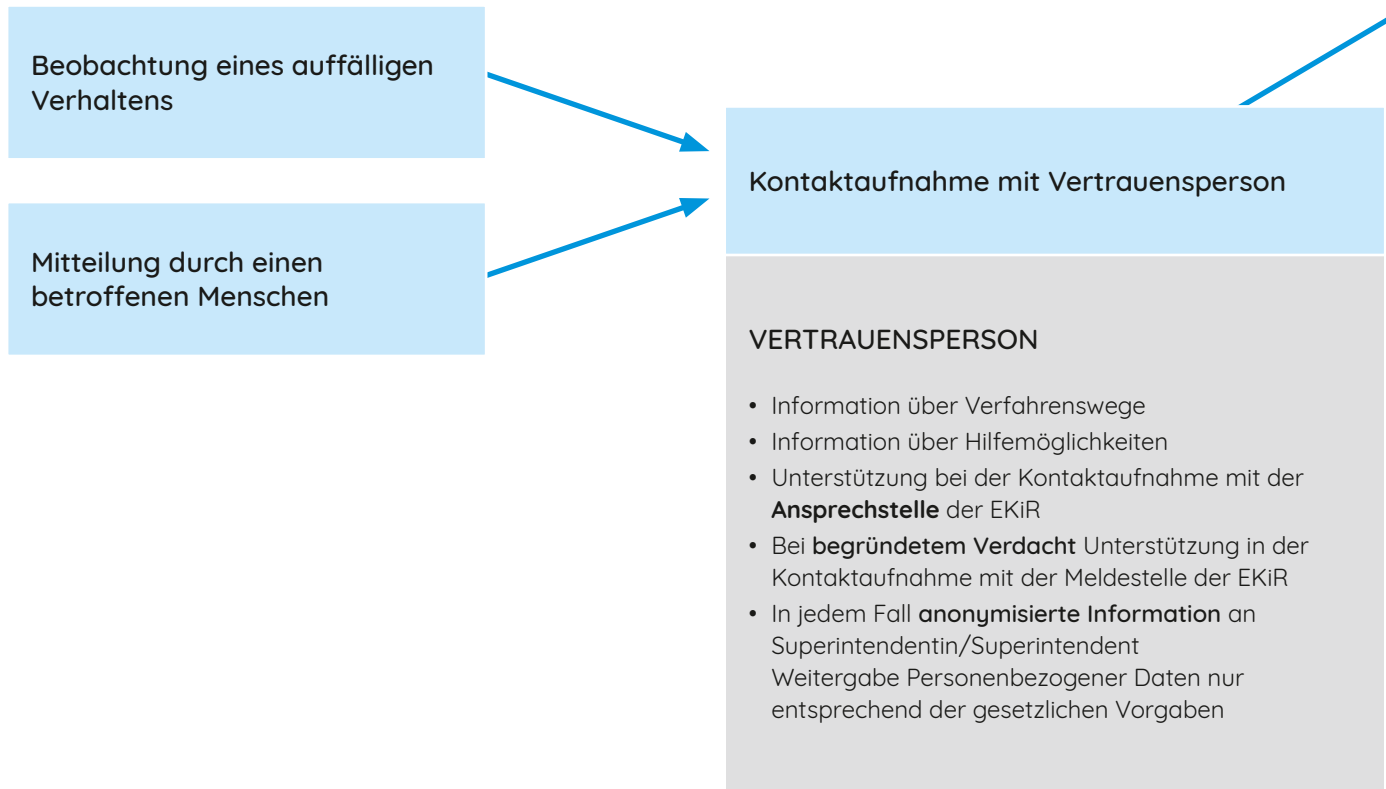 Beobachtung eines auffälligen
Verhaltens
Mitteilung durch einen
betroffenen Menschen
Kontaktaufnahme mit Vertrauensperson
VERTRAUENSPERSON
• Information über Verfahrenswege
• Information über Hilfemöglichkeiten
• Unterstützung bei der Kontaktaufnahme mit der
Ansprechstelle der EKiR
• Bei begründetem Verdacht Unterstützung in der
Kontaktaufnahme mit der Meldestelle der EKiR
• In jedem Fall anonymisierte Information an
Superintendentin/Superintendent
Weitergabe Personenbezogener Daten nur
entsprechend der gesetzlichen Vorgaben